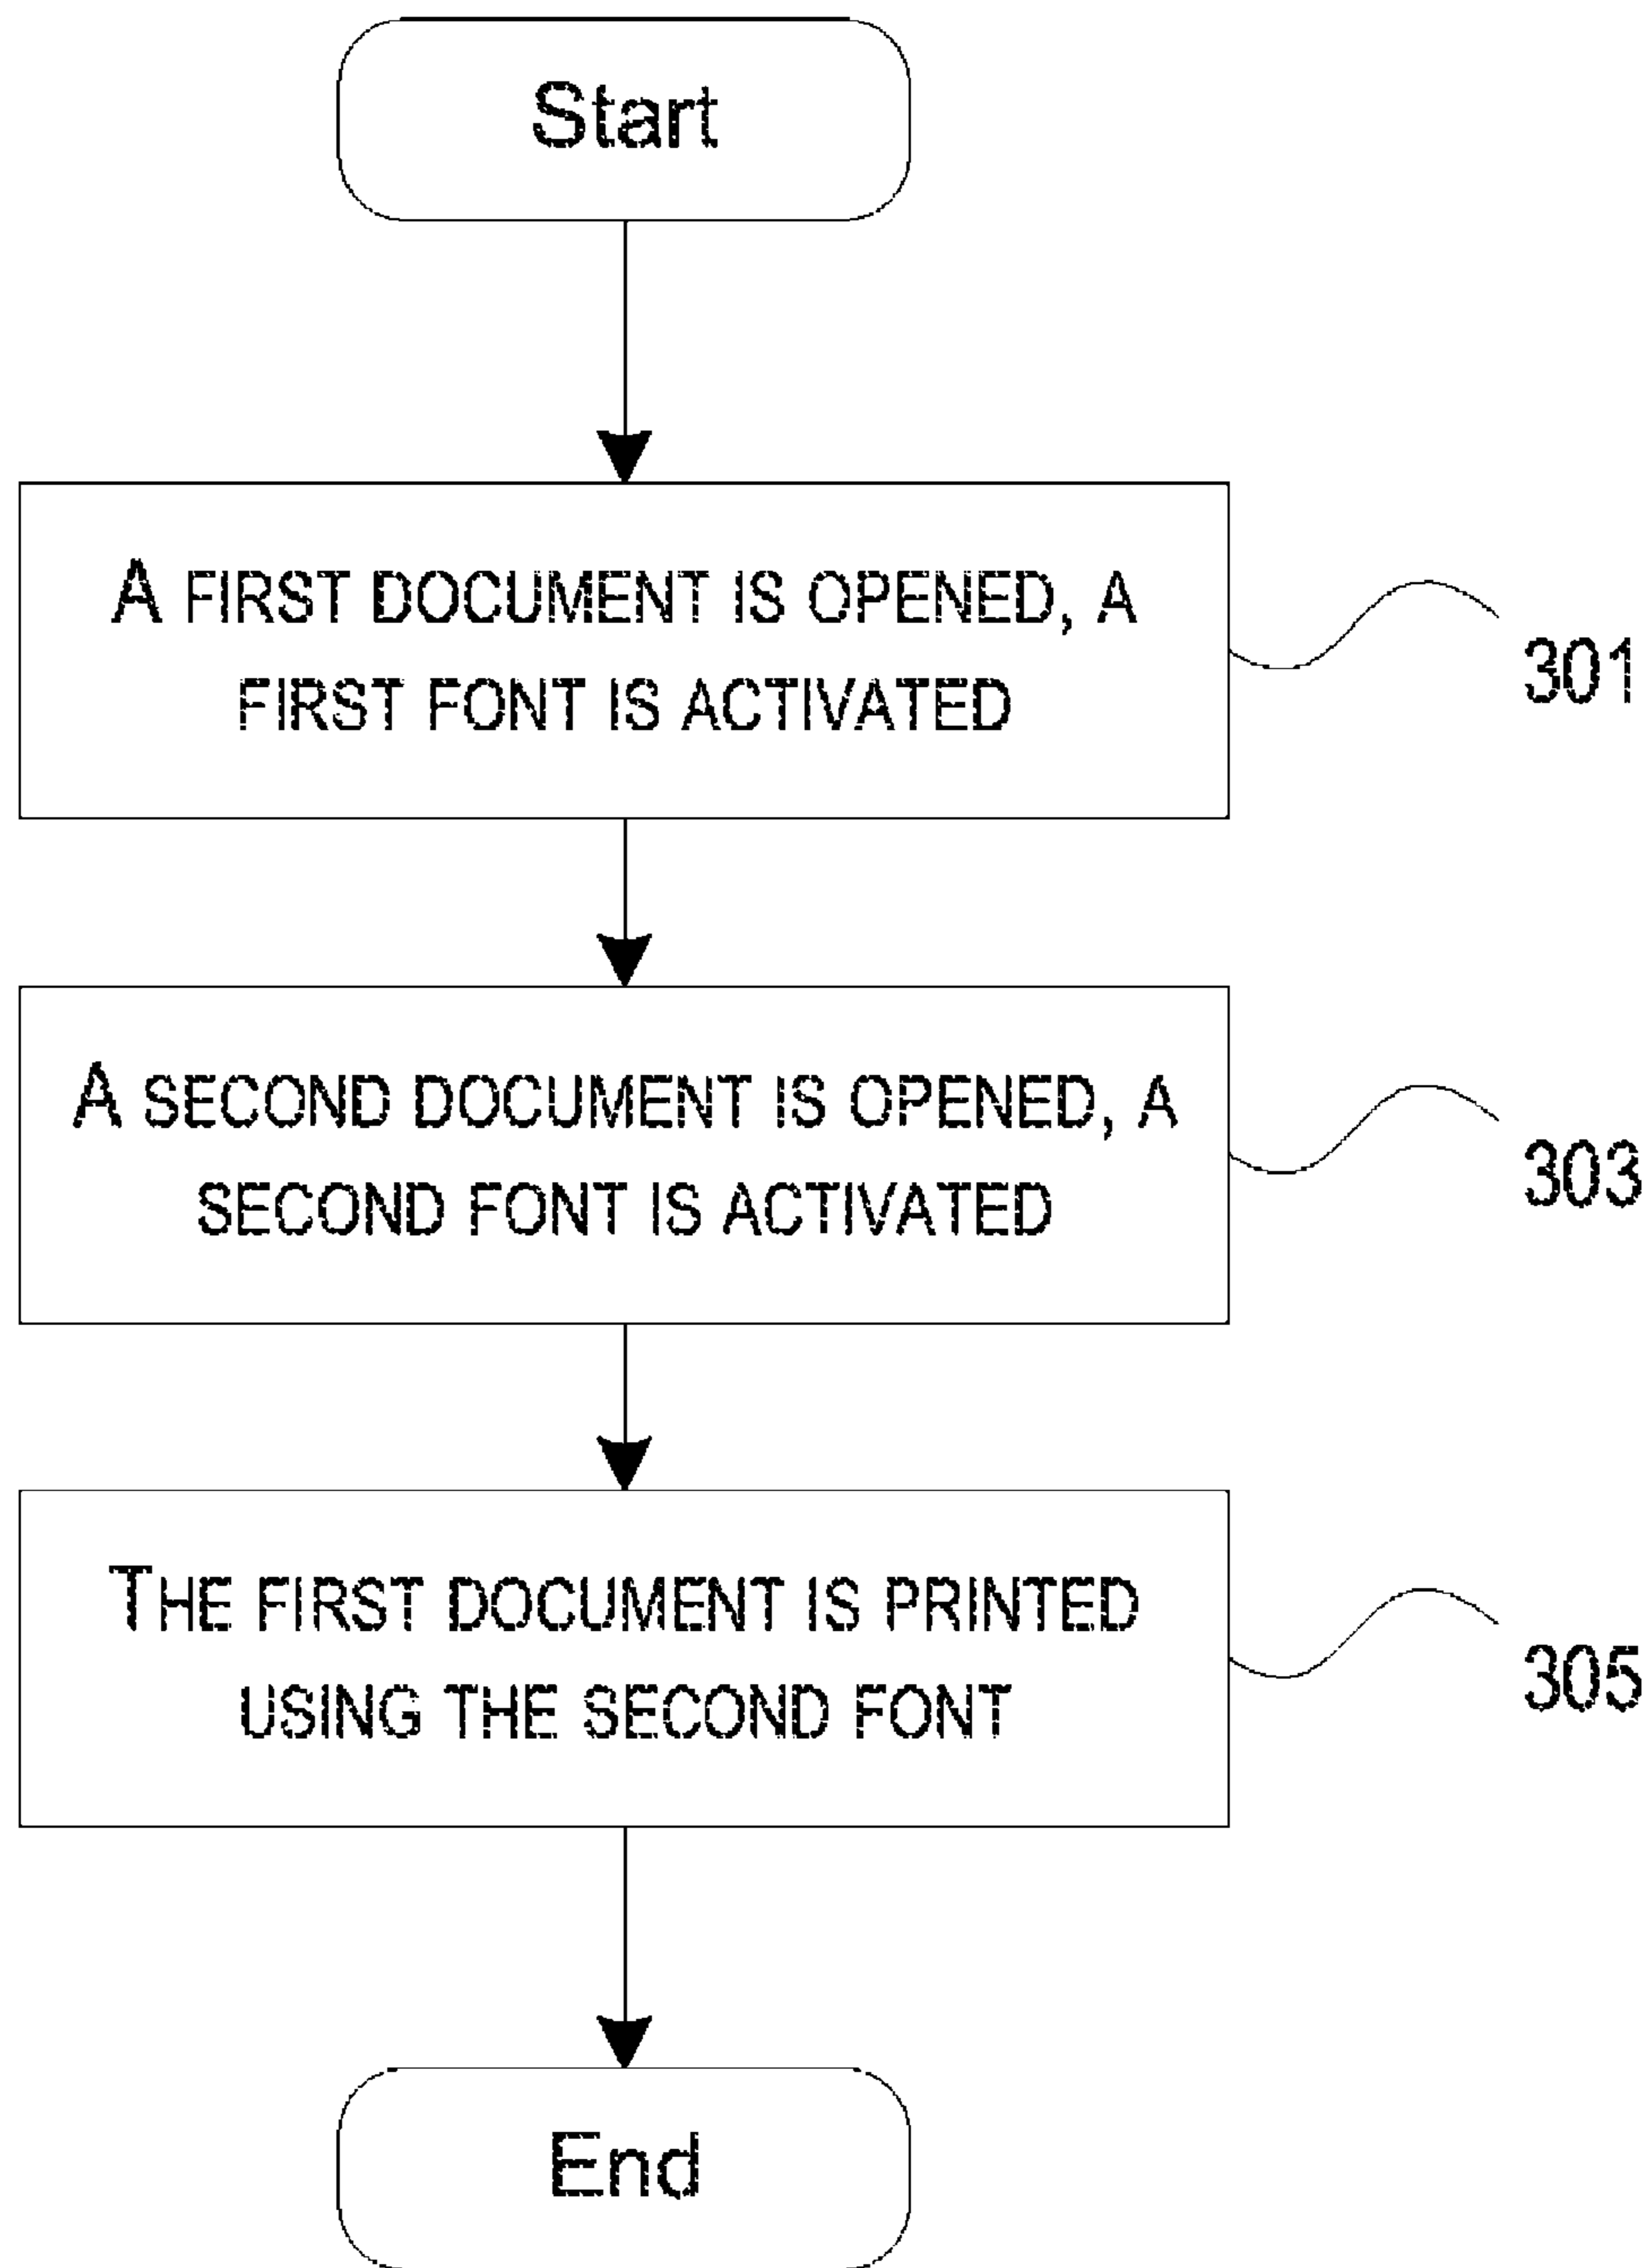 Start
A FIRST DOCUMENT IS OPENED, A
FIRST FONT IS ACTIVATED
301
A SECOND DOCUMENT IS OPENED, A
SECOND FONT IS ACTIVATED
303
THE FIRST DOCUMENT IS PRINTED
USING THE SECOND FONT
305
End